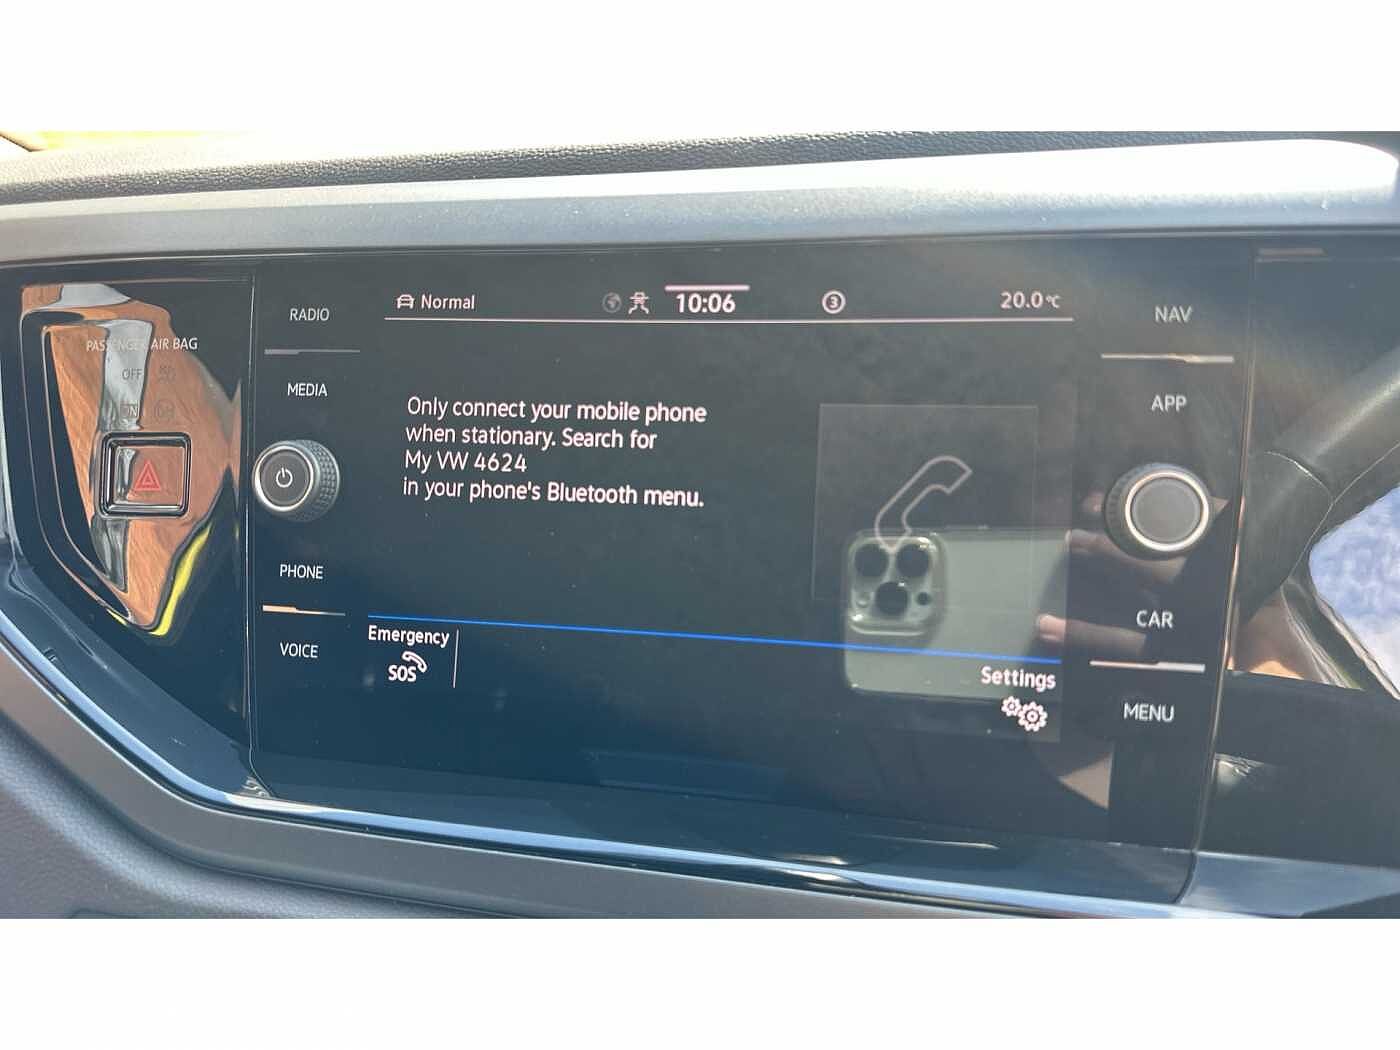 PASSENGER AIR BAG
OFF
ON
RADIO
MEDIA
PHONE
VOICE
Normal
10:06
3
20.0°C
Only connect your mobile phone
when stationary. Search for
My VW 4624
in your phone's Bluetooth menu.
Emergency
SOS
Settings
NAV
APP
CAR
MENU